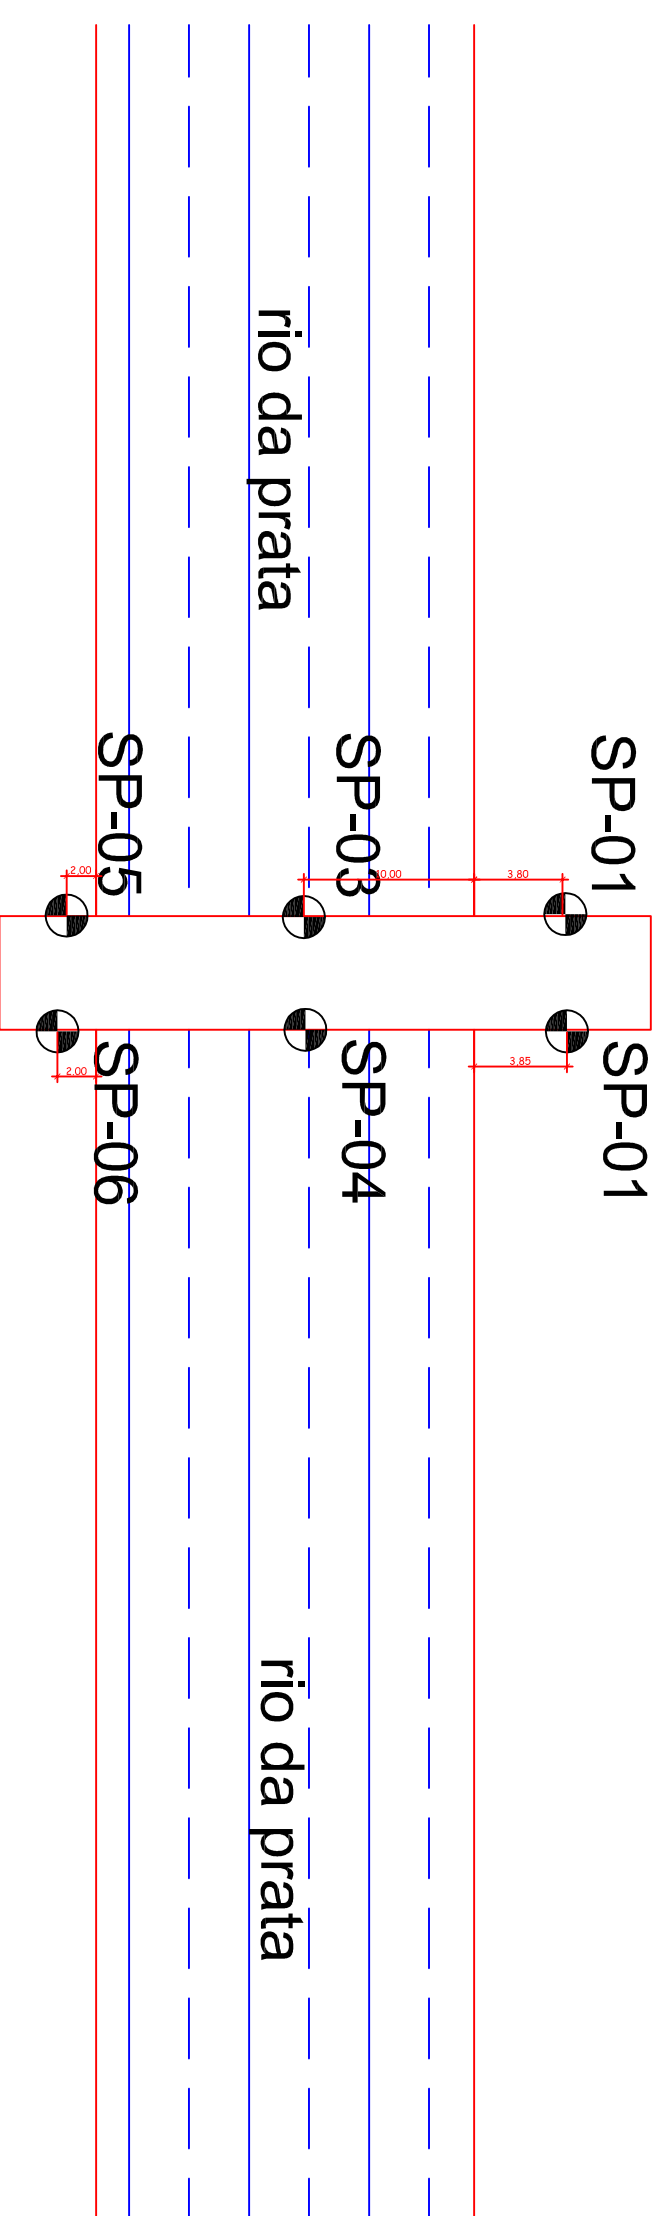 rio da prata
SP-05
SP-03
SP-01
2,00
10,00
3,80
SP-06
SP-04
SP-01
2,00
3,85
rio da prata